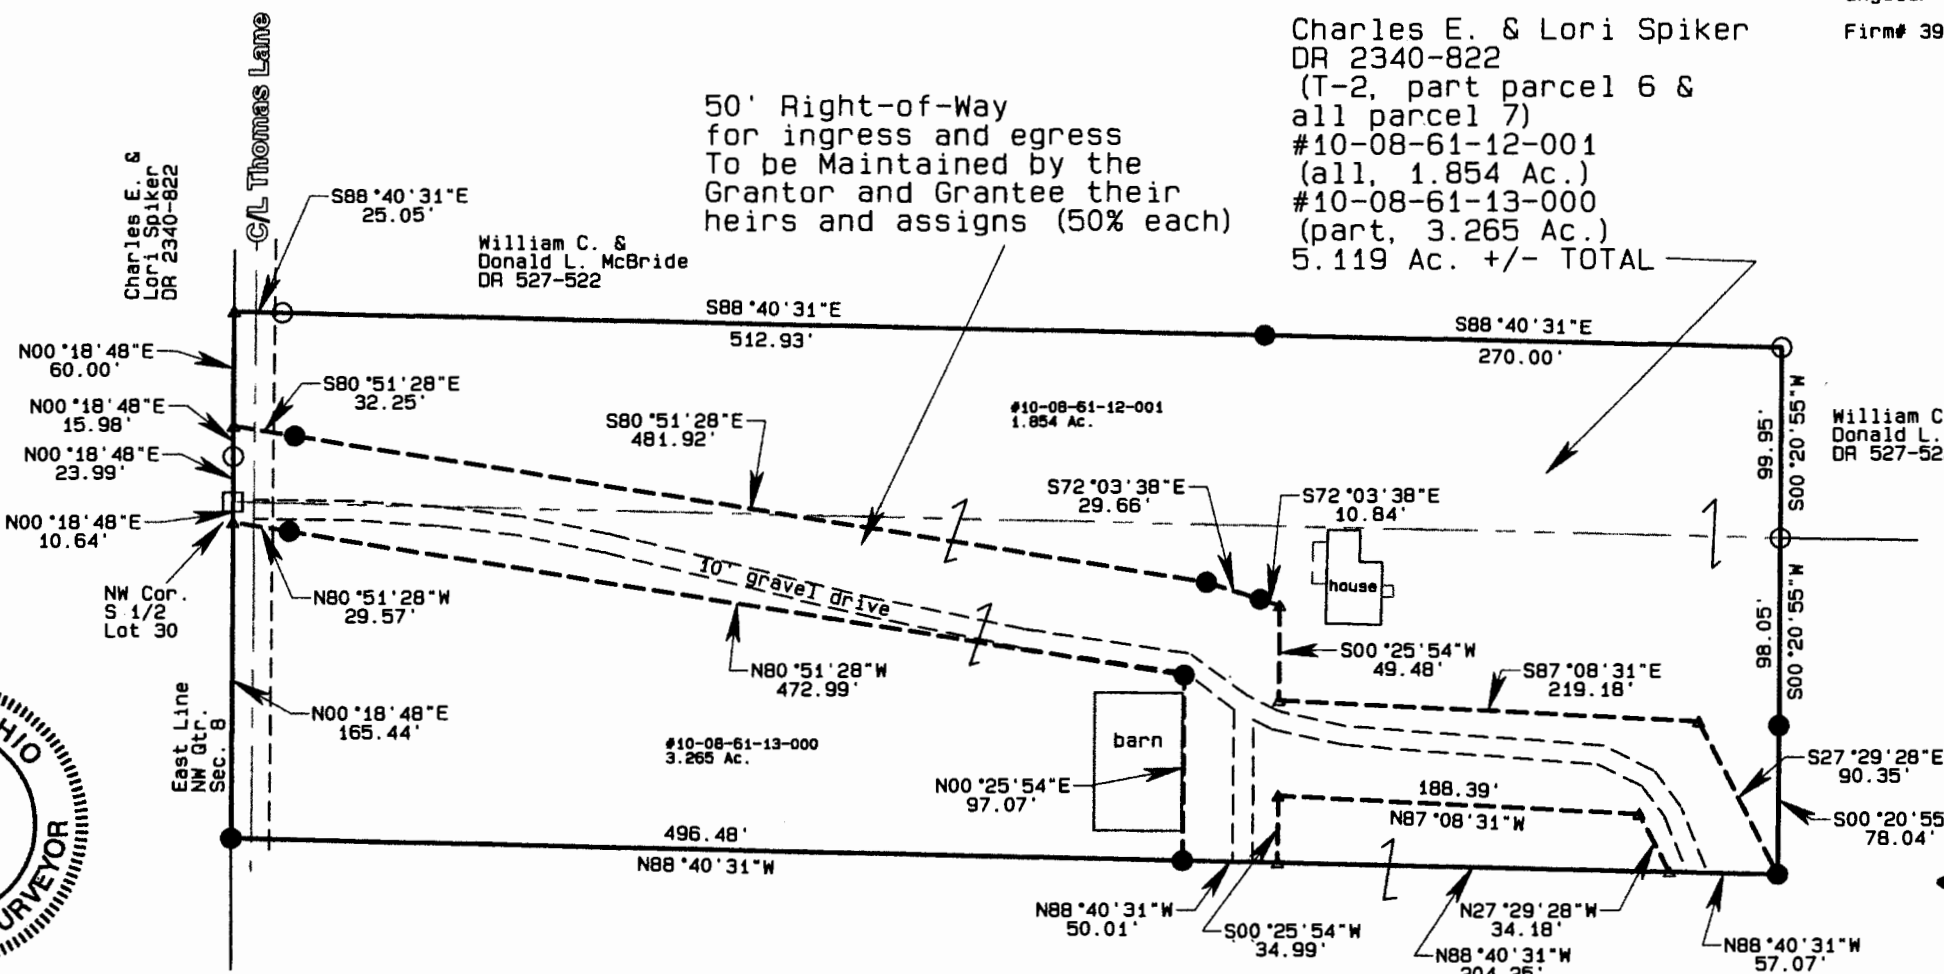 Firm# 39
Charles E. & Lori Spiker
DR 2340-822
(T-2, part parcel 6 &
all parcel 7)
#10-08-61-12-001
(all, 1.854 Ac.)
#10-08-61-13-000
(part, 3.265 Ac.)
5.119 Ac. +/- TOTAL
50' Right-of-Way
for ingress and egress
To be Maintained by the
Grantor and Grantee their
heirs and assigns (50% each)
C/L Thomas Lane
Charles E. &
Lori Spiker
DR 2340-822
S88°40'31"E
25.05'
William C. &
Donald L. McBride
DR 527-522
S88°40'31"E
512.93'
S88°40'31"E
270.00'
N00°18'48"E
60.00'
N00°18'48"E
15.98'
N00°18'48"E
23.99'
N00°18'48"E
10.64'
S80°51'28"E
32.25'
S80°51'28"E
481.92'
#10-08-61-12-001
1.854 Ac.
S72°03'38"E
29.66'
S72°03'38"E
10.84'
99.95'
S00°20'55"W
William C
Donald L.
DR 527-52
NW Cor.
S 1/2
Lot 30
N80°51'28"W
29.57'
10' gravel drive
house
98.05'
S00°20'55"W
N80°51'28"W
472.99'
S00°25'54"W
49.48'
S87°08'31"E
219.18'
East Line
NW Qtr.
Sec. 8
N00°18'48"E
165.44'
#10-08-61-13-000
3.265 Ac.
barn
N00°25'54"E
97.07'
188.39'
N87°08'31"W
S27°29'28"E
90.35'
S00°20'55
78.04'
496.48'
N88°40'31"W
N88°40'31"W
50.01'
S00°25'54"W
34.99'
N27°29'28"W
34.18'
N88°40'31"W
204.25'
N88°40'31"W
57.07'
HIO
URVEYOR